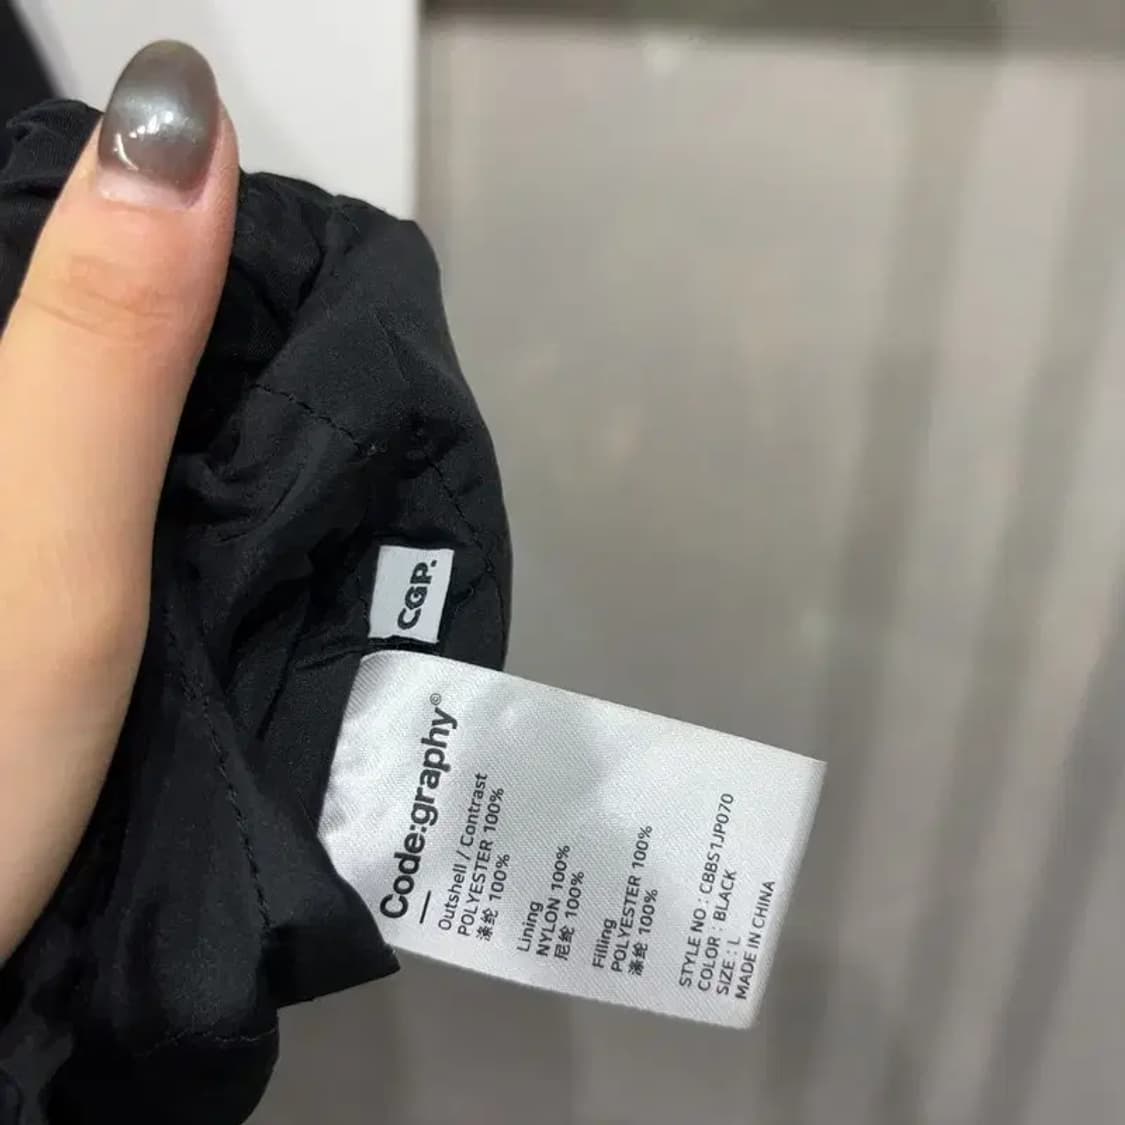 CGP.
Code:graphy©
Outshell / Contrast
POLYESTER 100%
涤纶 100%
Lining
NYLON 100%
尼纶 100%
Filling
POLYESTER 100%
涤纶 100%
STYLE NO : CBBS1JP070
COLOR : BLACK
SIZE : L
MADE IN CHINA